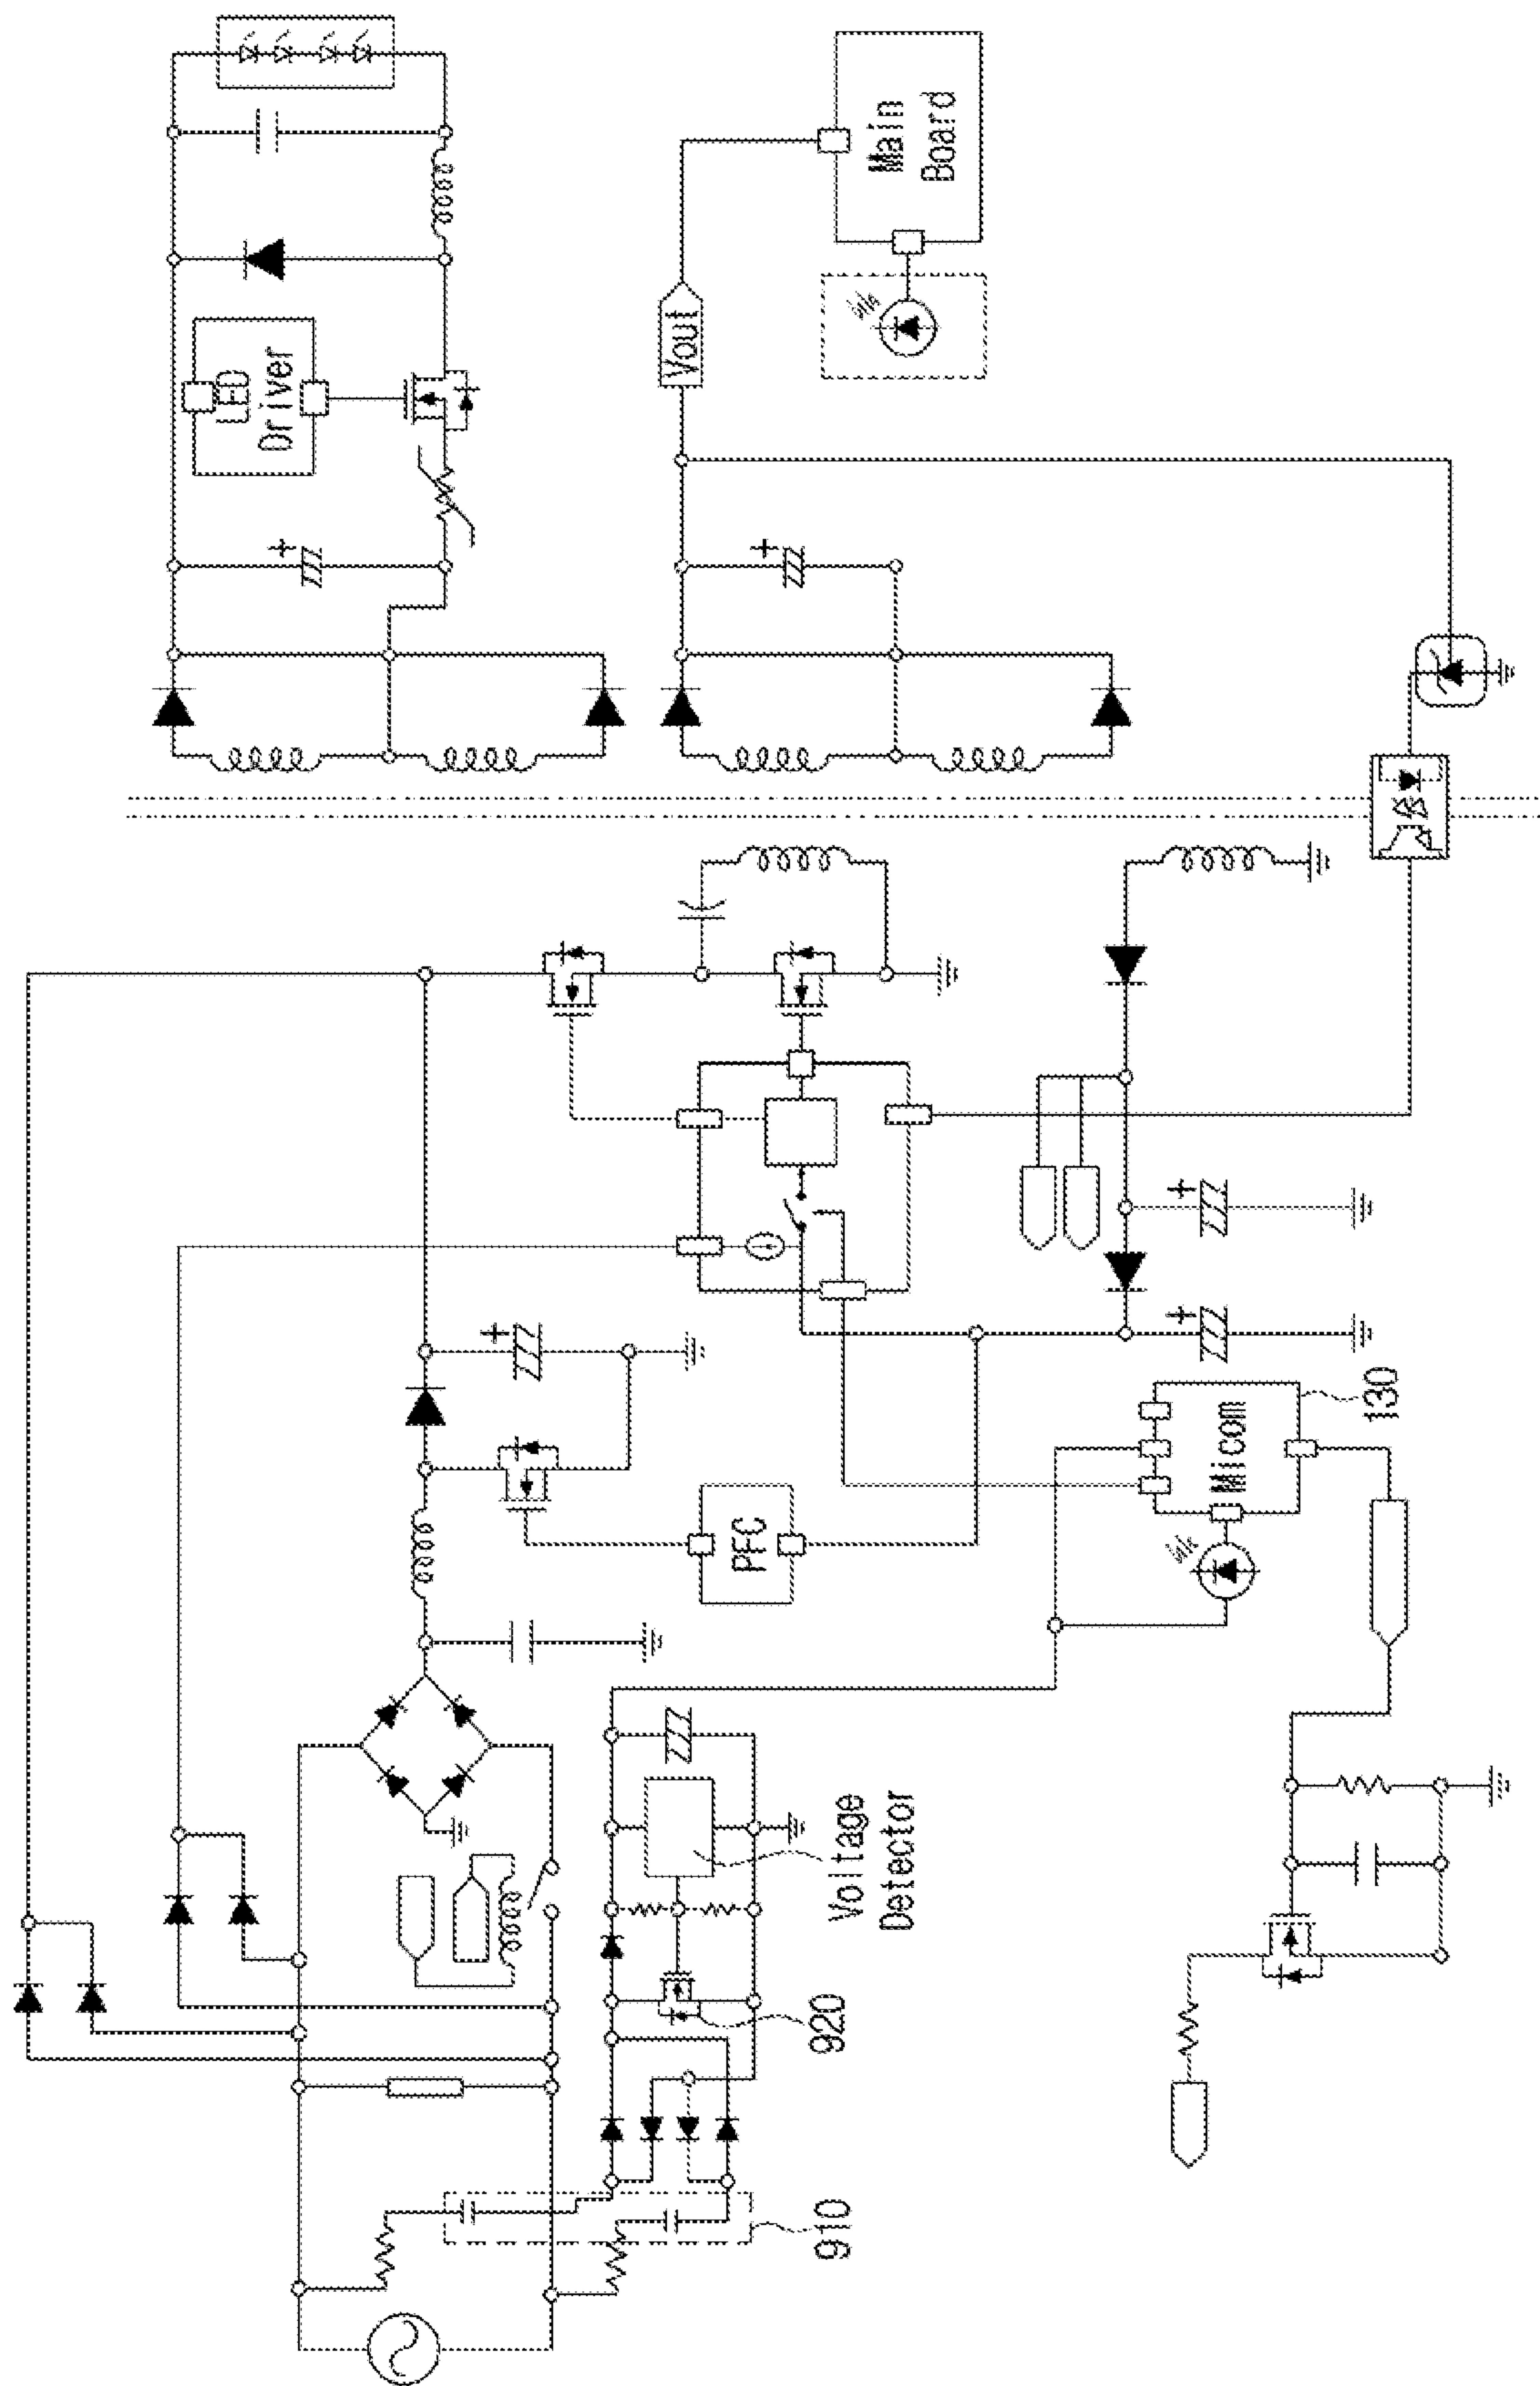 LED
Driver
Vout
Main
Board
PFC
Micom
130
Voltage
Detector
920
910